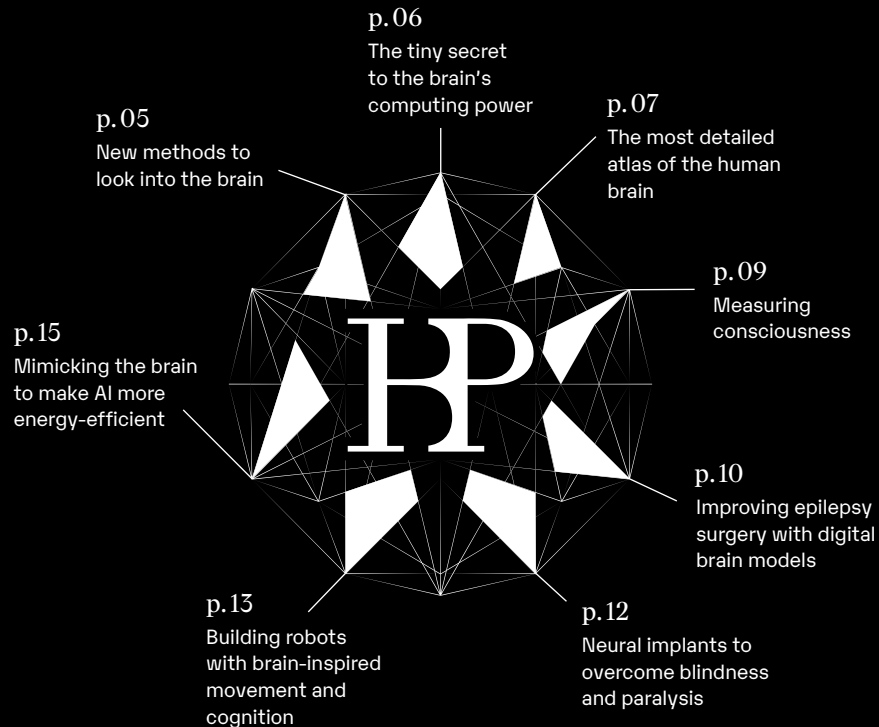 p.06
The tiny secret
to the brain's
computing power
p.07
The most detailed
atlas of the human
brain
p.05
New methods to
look into the brain
p.09
Measuring
consciousness
p.15
Mimicking the brain
to make AI more
energy-efficient
HBP
p.10
Improving epilepsy
surgery with digital
brain models
p.13
Building robots
with brain-inspired
movement and
cognition
p.12
Neural implants to
overcome blindness
and paralysis